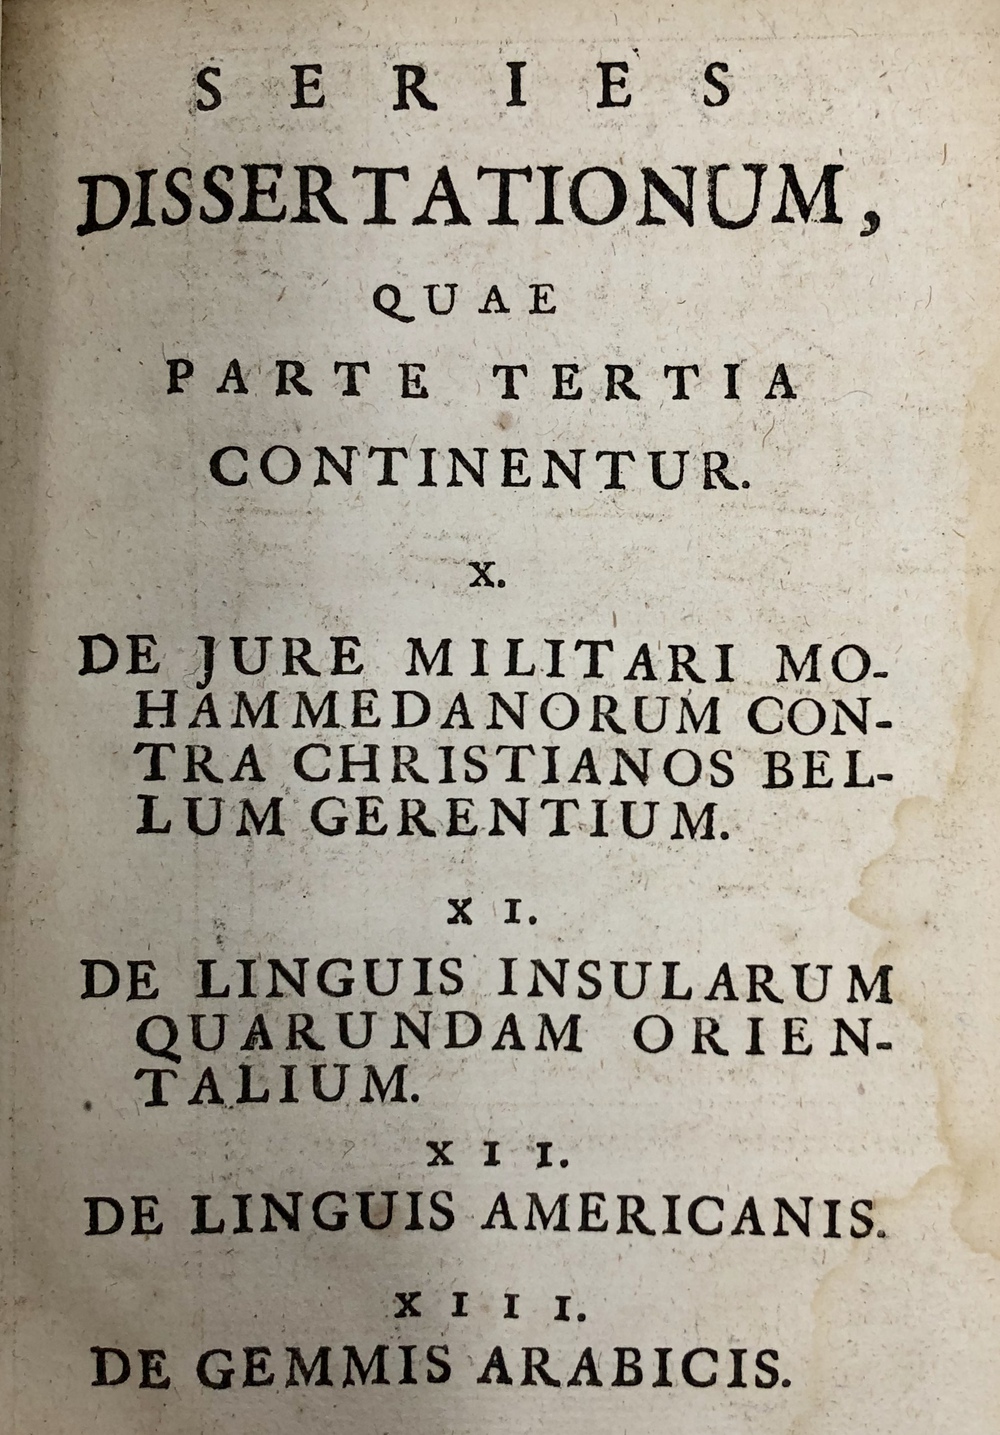 SERIES
DISSERTATIONUM,
QUAE
PARTE TERTIA
CONTINENTUR.
X.
DE JURE MILITARI MO-
HAMMEDANORUM CON-
TRA CHRISTIANOS BEL-
LUM GERENTIUM.
XI.
DE LINGUIS INSULARUM
QUARUNDAM ORIEN-
TALIUM.
XII.
DE LINGUIS AMERICANIS.
XIII.
DE GEMMIS ARABICIS.